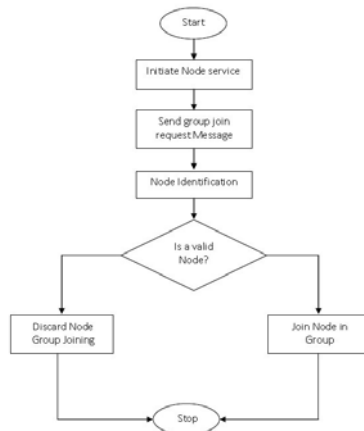 Start
Initiate Node service
Send group join
request Message
Node Identification
Is a valid
Node?
Discard Node
Group Joining
Join Node in
Group
Stop